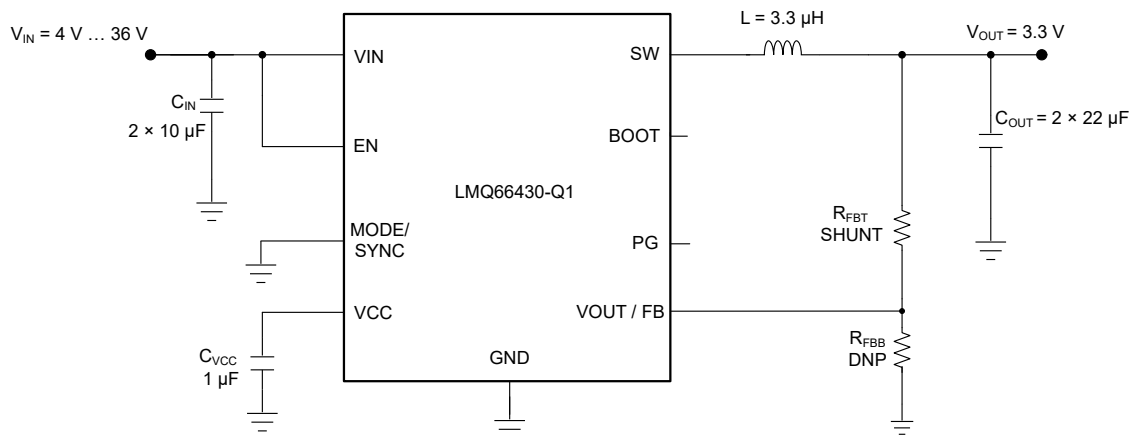 V_IN = 4 V … 36 V
C_IN
2 × 10 µF
VIN
EN
MODE/
SYNC
VCC
C_VCC
1 µF
LMQ66430-Q1
GND
SW
BOOT
PG
VOUT / FB
L = 3.3 µH
V_OUT = 3.3 V
C_OUT = 2 × 22 µF
R_FBT
SHUNT
R_FBB
DNP